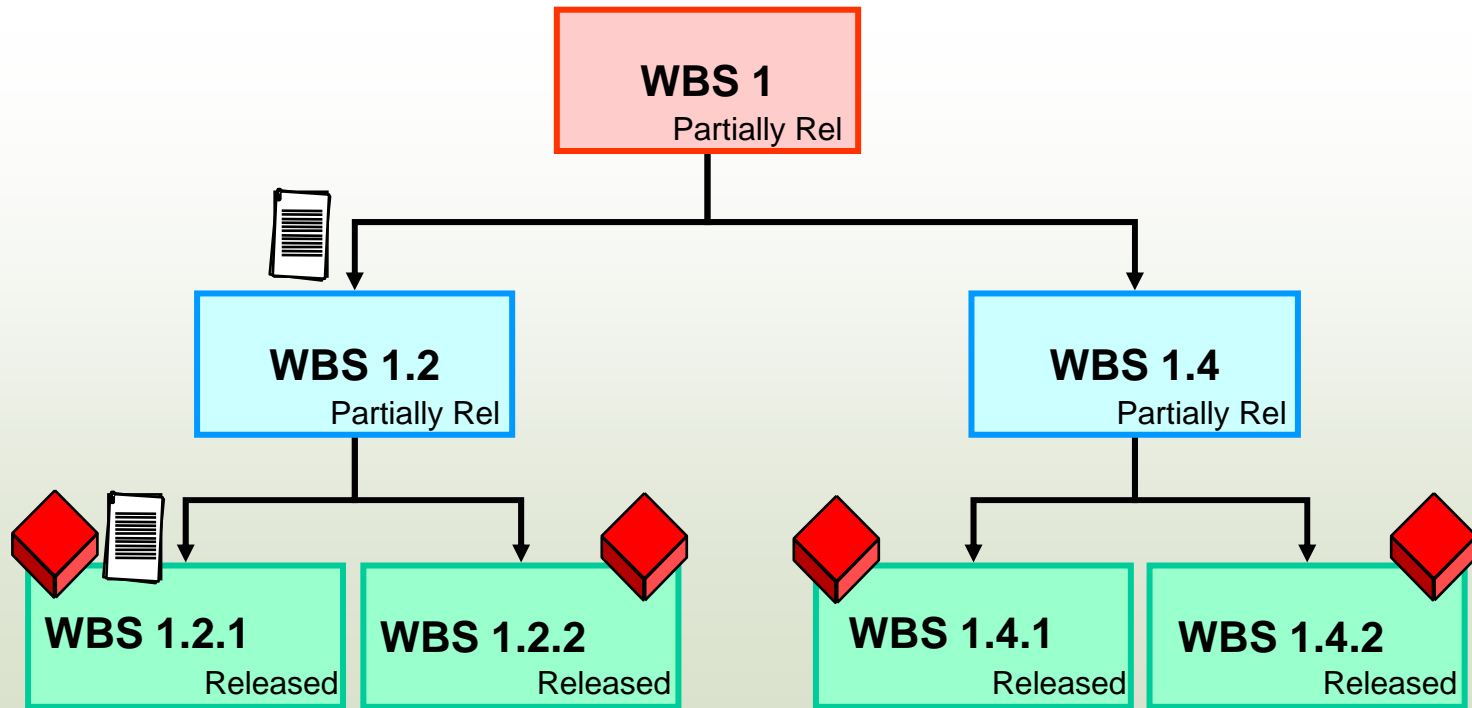 WBS 1
Partially Rel
WBS 1.2
Partially Rel
WBS 1.4
Partially Rel
WBS 1.2.1
Released
WBS 1.2.2
Released
WBS 1.4.1
Released
WBS 1.4.2
Released